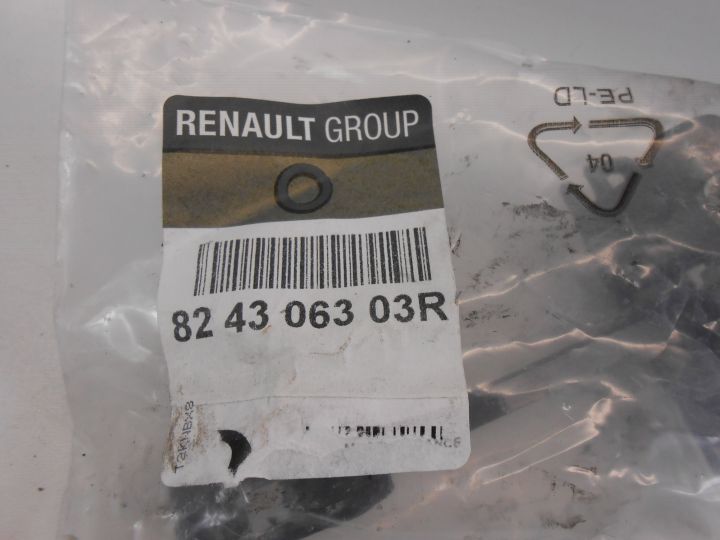 RENAULT GROUP
82 43 063 03R
PE-LD
04